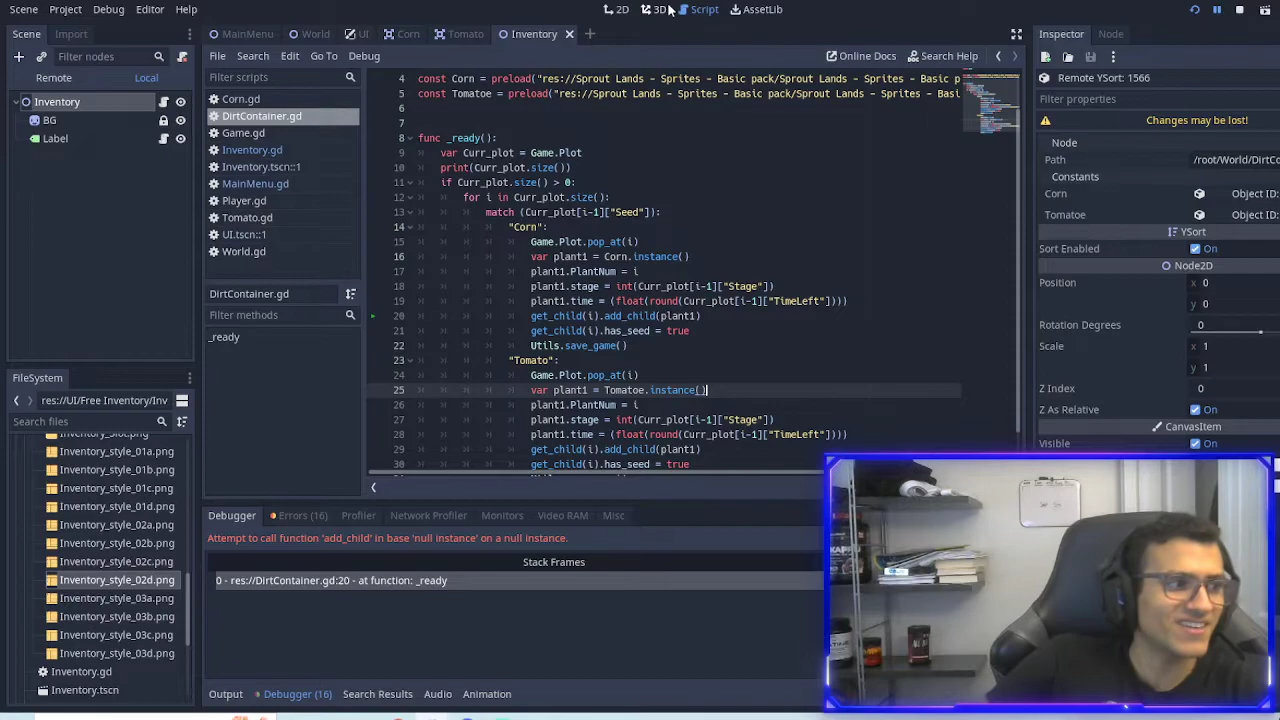 Scene Project Debug Editor Help 2D 3D Script AssetLib
Scene Import MainMenu World UI Corn Tomato Inventory Inspector Node
Filter nodes File Search Edit Go To Debug Online Docs Search Help
Remote Local Filter scripts Remote YSort: 1566
Inventory
BG
Label
Corn.gd
DirtContainer.gd
Game.gd
Inventory.gd
Inventory.tscn::1
MainMenu.gd
Player.gd
Tomato.gd
UI.tscn::1
World.gd
DirtContainer.gd
Filter methods
_ready
4 const Corn = preload("res://Sprout Lands - Sprites - Basic pack/Sprout Lands - Sprites - Basic p
5 const Tomatoe = preload("res://Sprout Lands - Sprites - Basic pack/Sprout Lands - Sprites - Basi
6
7
8 func _ready():
9 var Curr_plot = Game.Plot
10 print(Curr_plot.size())
11 if Curr_plot.size() > 0:
12 for i in Curr_plot.size():
13 match (Curr_plot[i-1]["Seed"]):
14 "Corn":
15 Game.Plot.pop_at(i)
16 var plant1 = Corn.instance()
17 plant1.PlantNum = i
18 plant1.stage = int(Curr_plot[i-1]["Stage"])
19 plant1.time = (float(round(Curr_plot[i-1]["TimeLeft"])))
20 get_child(i).add_child(plant1)
21 get_child(i).has_seed = true
22 Utils.save_game()
23 "Tomato":
24 Game.Plot.pop_at(i)
25 var plant1 = Tomatoe.instance()
26 plant1.PlantNum = i
27 plant1.stage = int(Curr_plot[i-1]["Stage"])
28 plant1.time = (float(round(Curr_plot[i-1]["TimeLeft"])))
29 get_child(i).add_child(plant1)
30 get_child(i).has_seed = true
Filter properties
Changes may be lost!
Node
Path /root/World/DirtC
Constants
Corn Object ID:
Tomatoe Object ID:
YSort
Sort Enabled On
Node2D
Position x 0
y 0
Rotation Degrees 0
Scale x 1
y 1
Z Index 0
Z As Relative On
CanvasItem
Visible On
FileSystem
res://UI/Free Inventory/Inv
Search files
Inventory_style_01a.png
Inventory_style_01b.png
Inventory_style_01c.png
Inventory_style_01d.png
Inventory_style_02a.png
Inventory_style_02b.png
Inventory_style_02c.png
Inventory_style_02d.png
Inventory_style_03a.png
Inventory_style_03b.png
Inventory_style_03c.png
Inventory_style_03d.png
Inventory.gd
Inventory.tscn
Debugger Errors (16) Profiler Network Profiler Monitors Video RAM Misc
Attempt to call function 'add_child' in base 'null instance' on a null instance.
Stack Frames
0 - res://DirtContainer.gd:20 - at function: _ready
Output Debugger (16) Search Results Audio Animation